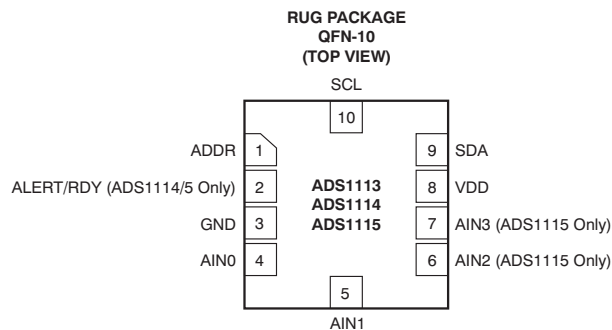 RUG PACKAGE
QFN-10
(TOP VIEW)
SCL
10
ADDR 1
9 SDA
ALERT/RDY (ADS1114/5 Only) 2
ADS1113
8 VDD
ADS1114
GND 3
ADS1115
7 AIN3 (ADS1115 Only)
AIN0 4
6 AIN2 (ADS1115 Only)
5
AIN1